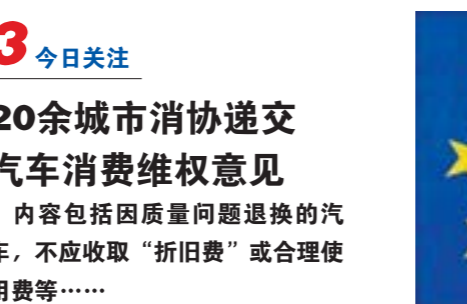 3 今日关注
20余城市消协递交
汽车消费维权意见
内容包括因质量问题退换的汽
车，不应收取“折旧费”或合理使
用费等……